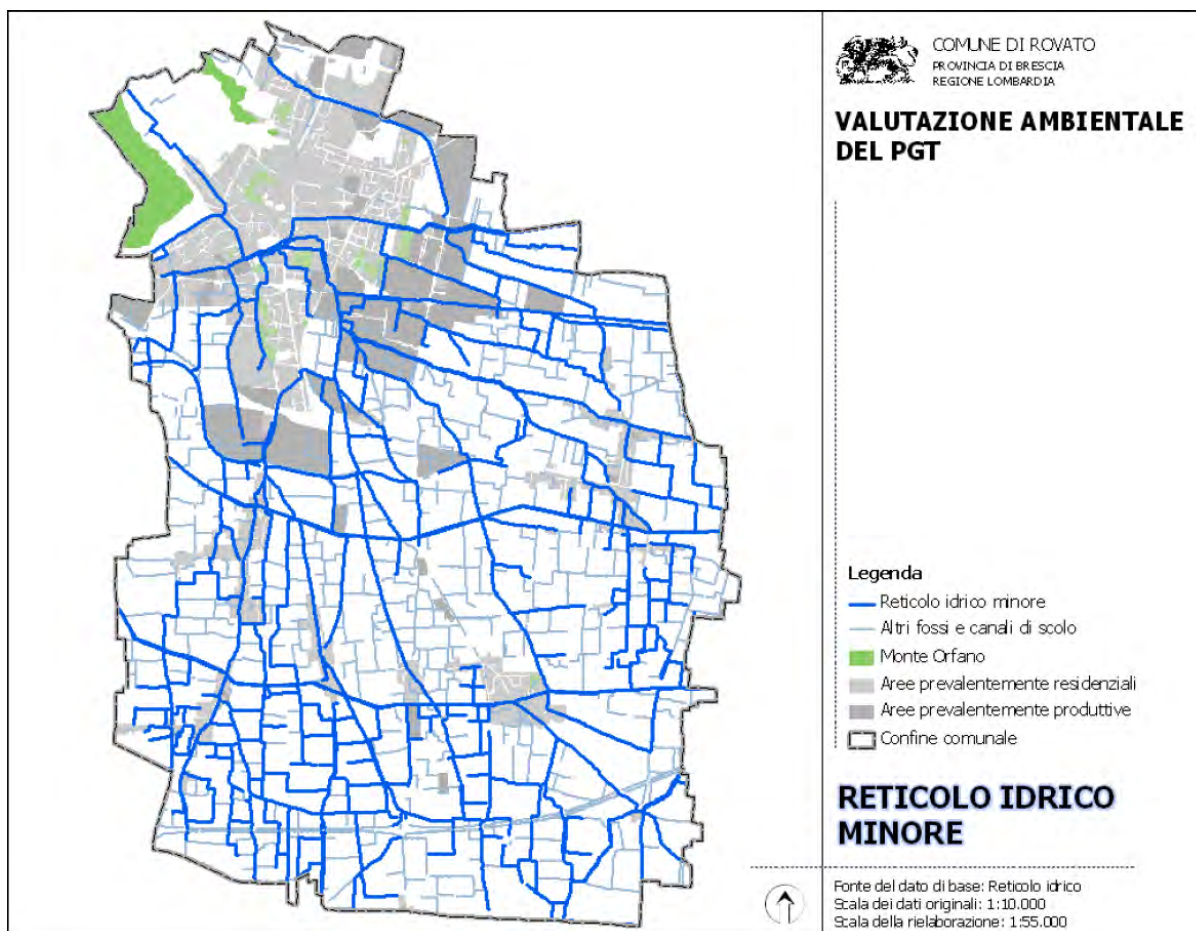 COMUNE DI ROVATO
PROVINCIA DI BRESCIA
REGIONE LOMBARDIA
VALUTAZIONE AMBIENTALE
DEL PGT
Legenda
Reticolo idrico minore
Altri fossi e canali di scolo
Monte Orfano
Aree prevalentemente residenziali
Aree prevalentemente produttive
Confine comunale
RETICOLO IDRICO
MINORE
Fonte del dato di base: Reticolo idrico
Scala dei dati originali: 1:10.000
Scala della rielaborazione: 1:55.000